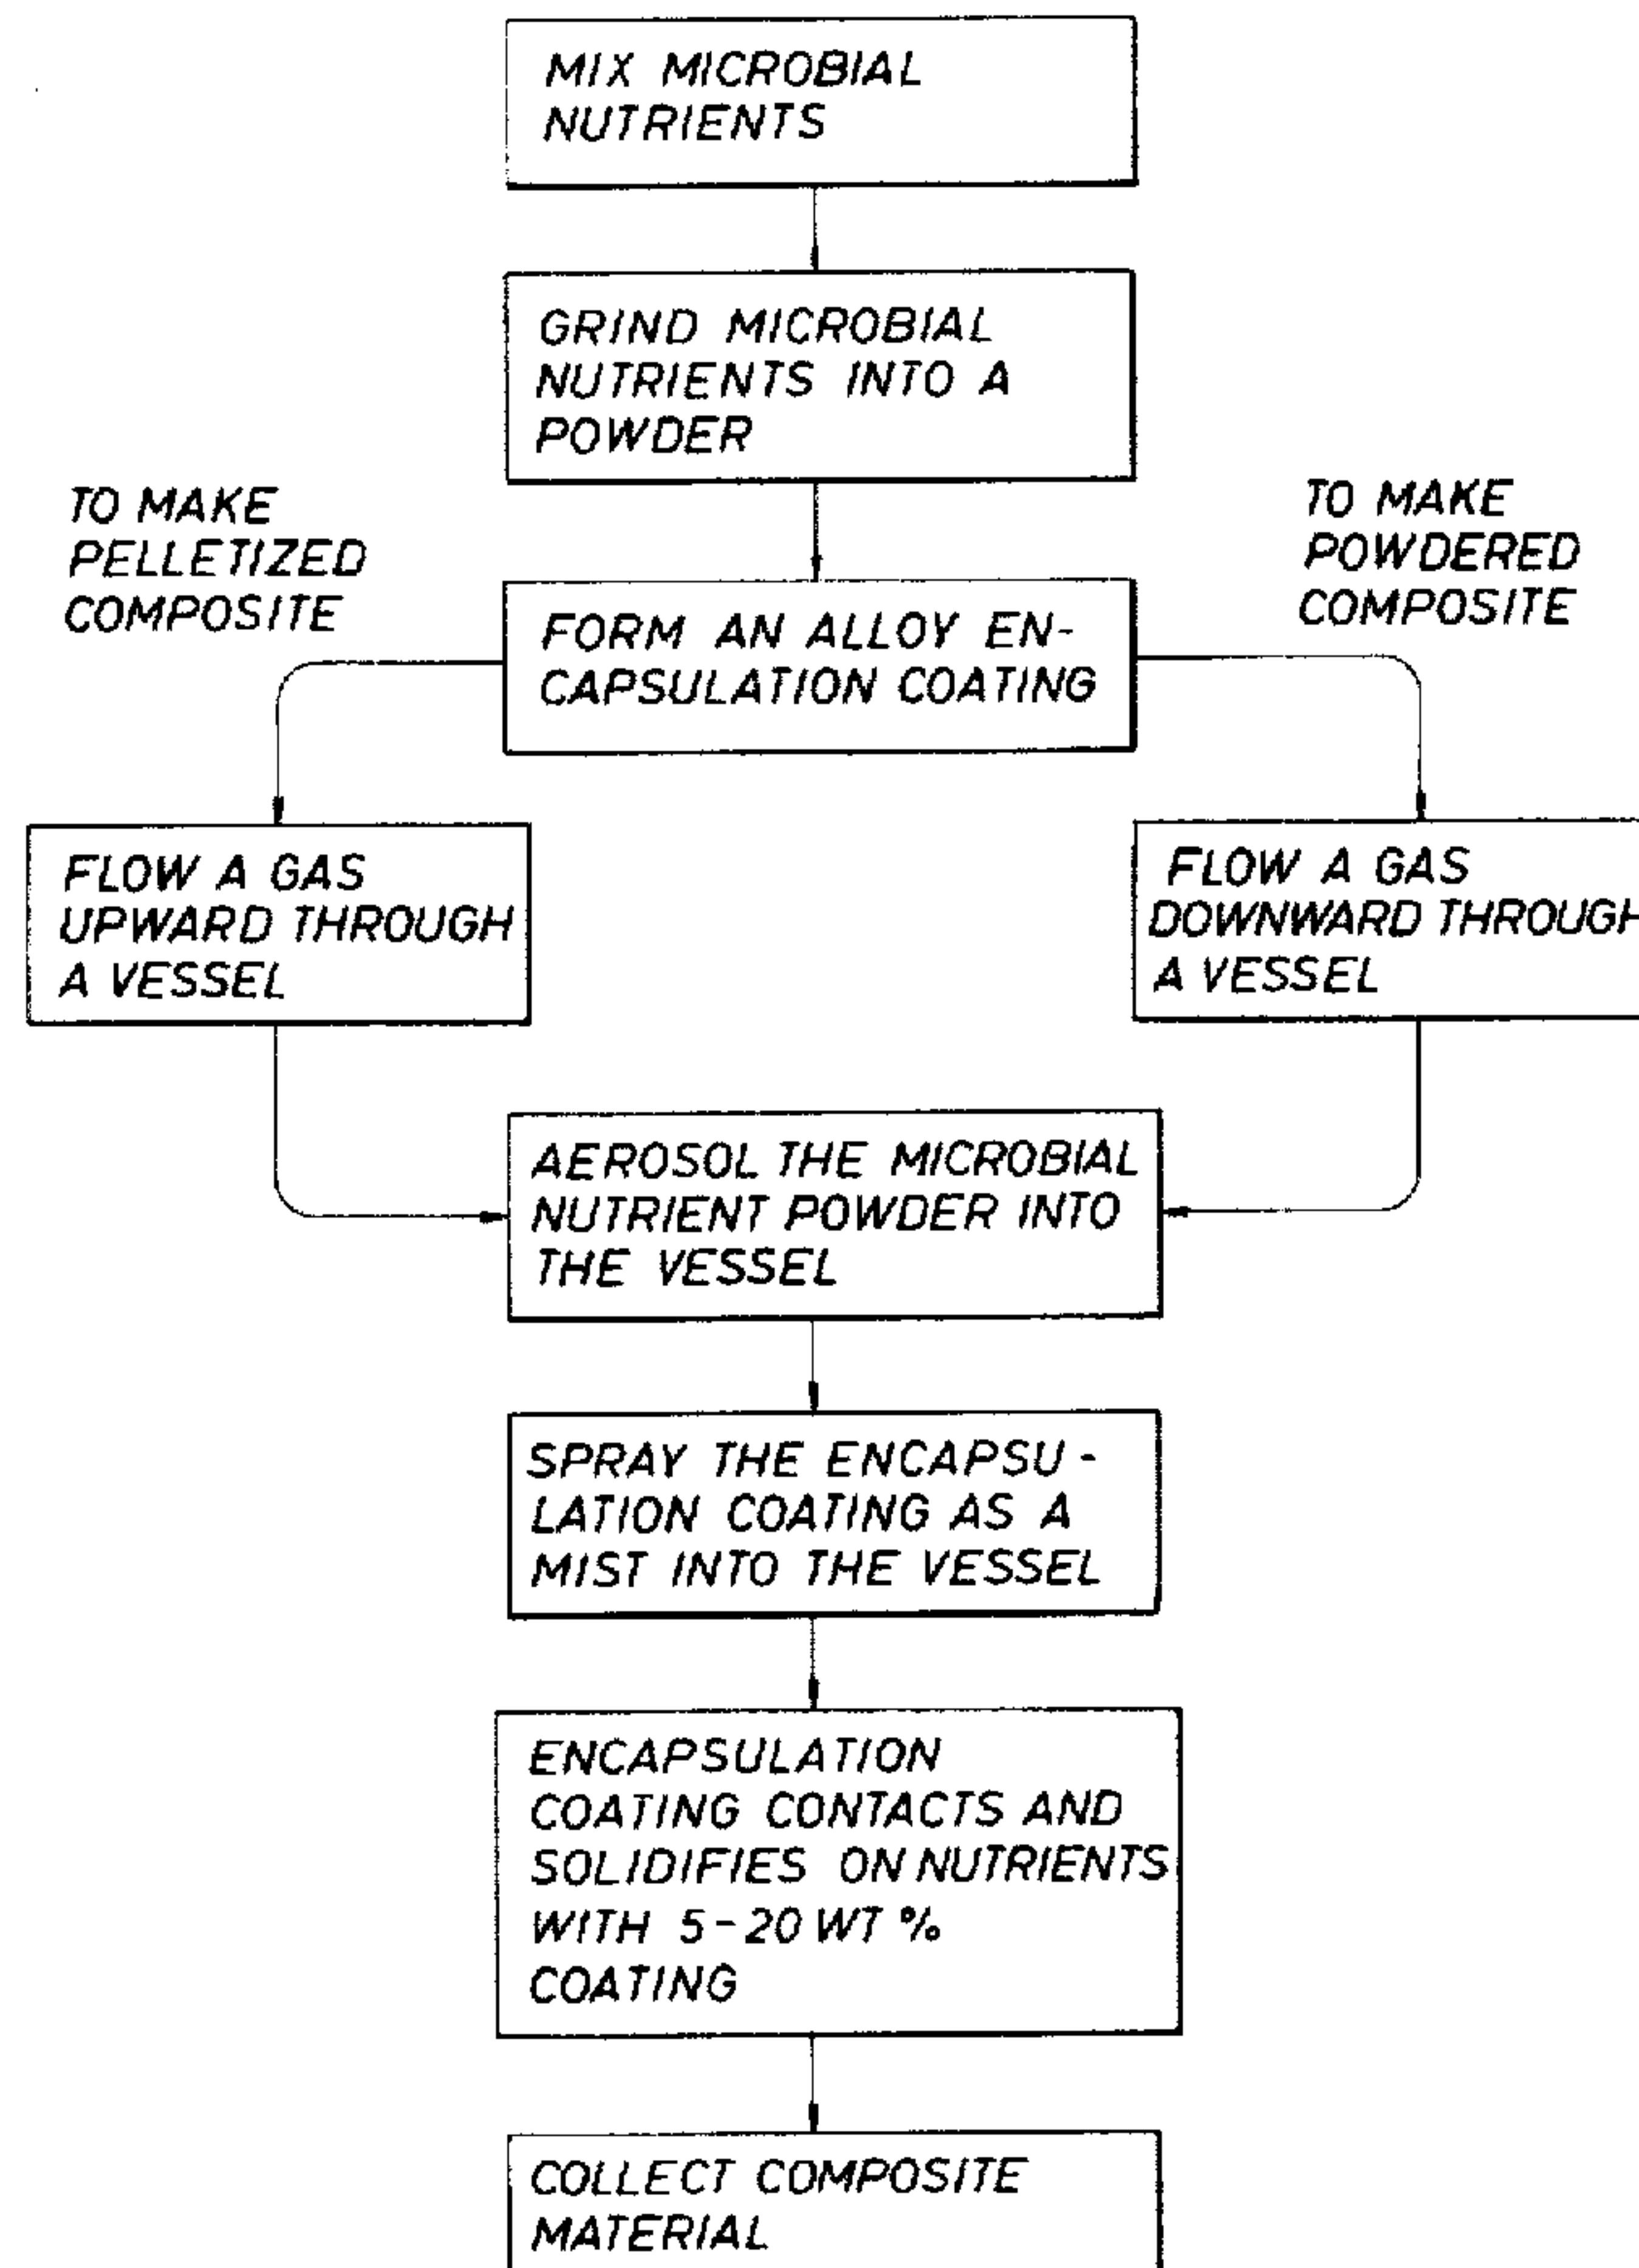 MIX MICROBIAL
NUTRIENTS
GRIND MICROBIAL
NUTRIENTS INTO A
POWDER
TO MAKE
PELLETIZED
COMPOSITE
TO MAKE
POWDERED
COMPOSITE
FORM AN ALLOY EN-
CAPSULATION COATING
FLOW A GAS
UPWARD THROUGH
A VESSEL
FLOW A GAS
DOWNWARD THROUGH
A VESSEL
AEROSOL THE MICROBIAL
NUTRIENT POWDER INTO
THE VESSEL
SPRAY THE ENCAPSU-
LATION COATING AS A
MIST INTO THE VESSEL
ENCAPSULATION
COATING CONTACTS AND
SOLIDIFIES ON NUTRIENTS
WITH 5-20 WT %
COATING
COLLECT COMPOSITE
MATERIAL